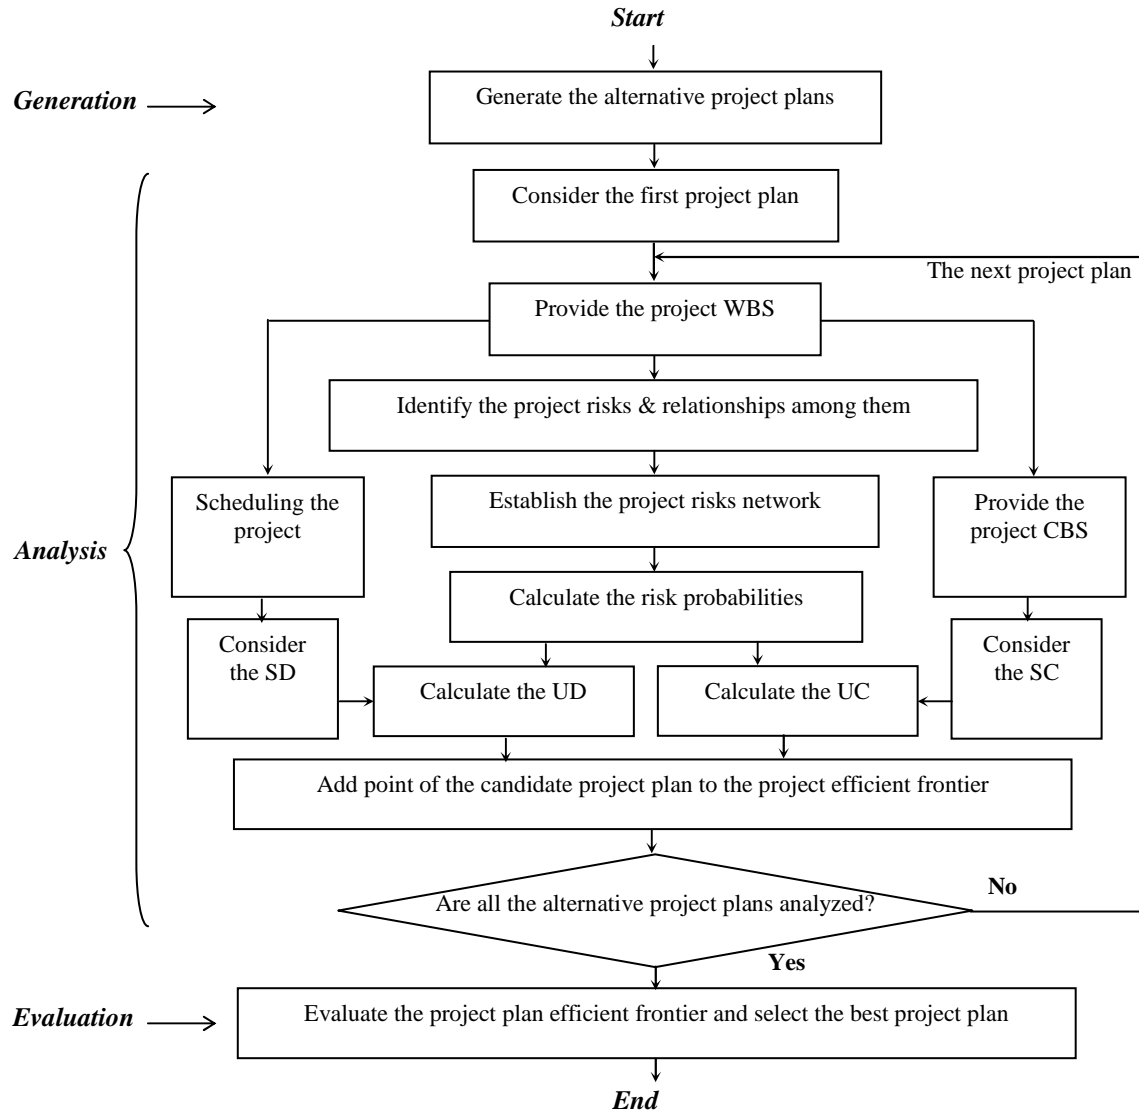 Start
Generation
Generate the alternative project plans
Consider the first project plan
The next project plan
Provide the project WBS
Identify the project risks & relationships among them
Scheduling the
project
Establish the project risks network
Provide the
project CBS
Analysis
Calculate the risk probabilities
Consider
the SD
Calculate the UD
Calculate the UC
Consider
the SC
Add point of the candidate project plan to the project efficient frontier
Are all the alternative project plans analyzed?
No
Yes
Evaluation
Evaluate the project plan efficient frontier and select the best project plan
End